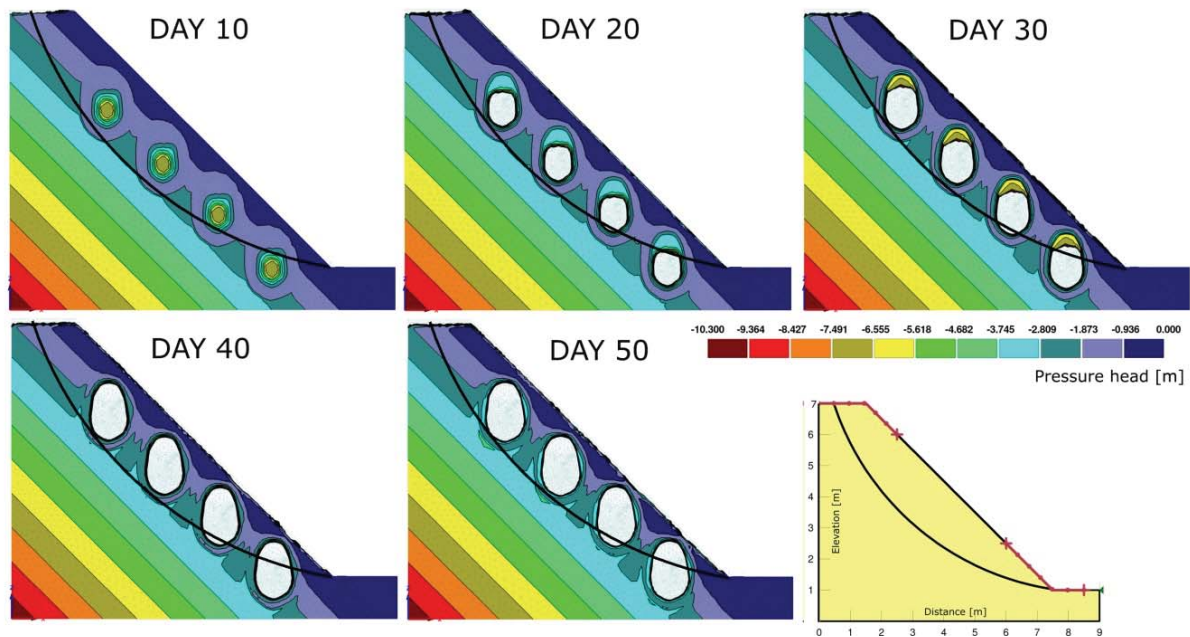 DAY 10
DAY 20
DAY 30
DAY 40
DAY 50
-10.300 -9.364 -8.427 -7.491 -6.555 -5.618 -4.682 -3.745 -2.809 -1.873 -0.936 0.000
Pressure head [m]
7
6
5
4
3
2
1
Elevation [m]
Distance [m]
0 1 2 3 4 5 6 7 8 9